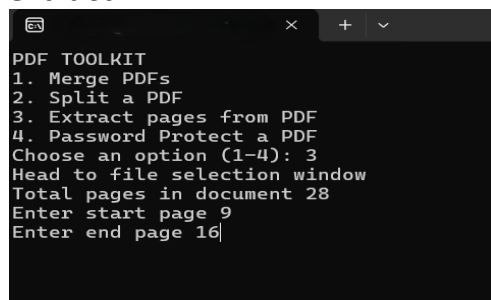 PDF TOOLKIT
1. Merge PDFs
2. Split a PDF
3. Extract pages from PDF
4. Password Protect a PDF
Choose an option (1-4): 3
Head to file selection window
Total pages in document 28
Enter start page 9
Enter end page 16